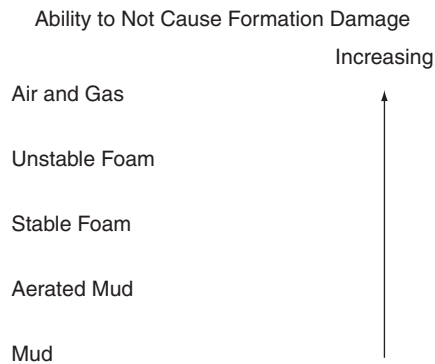 Ability to Not Cause Formation Damage
Increasing
Air and Gas
Unstable Foam
Stable Foam
Aerated Mud
Mud